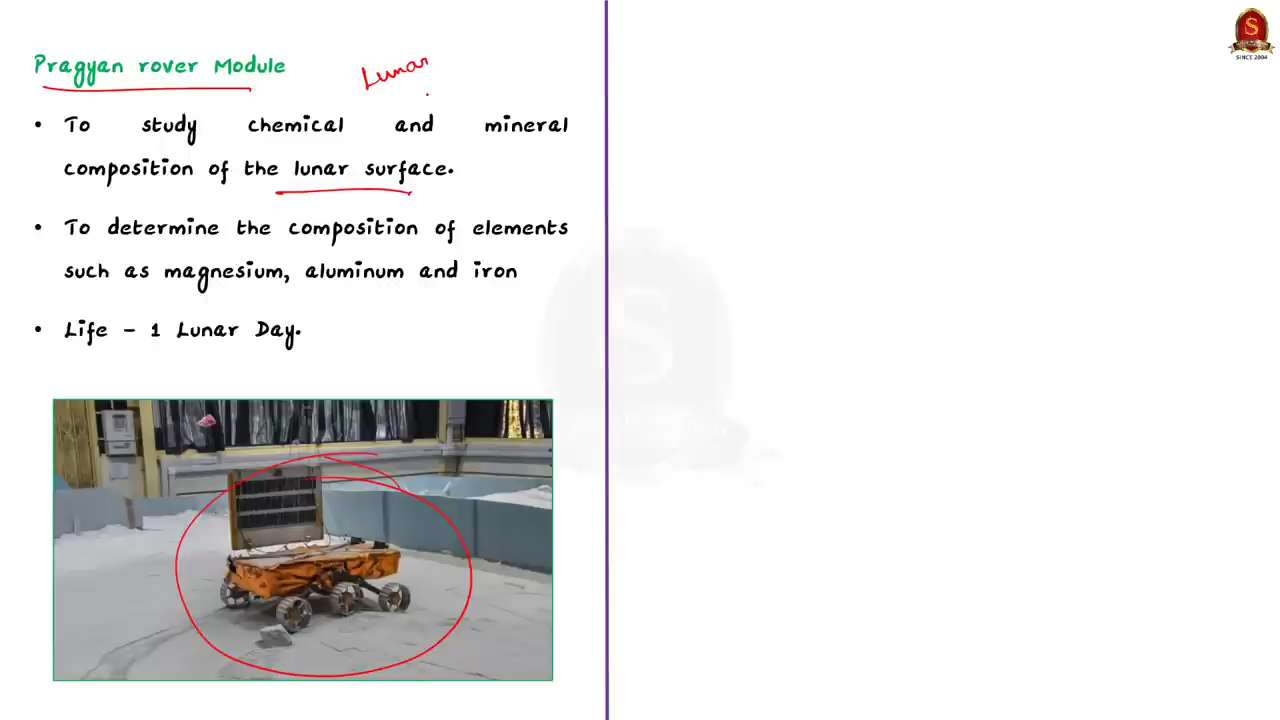 Pragyan rover Module
Lunar
• To study chemical and mineral
composition of the lunar surface.
• To determine the composition of elements
such as magnesium, aluminum and iron
• Life – 1 Lunar Day.
S
SINCE 2004